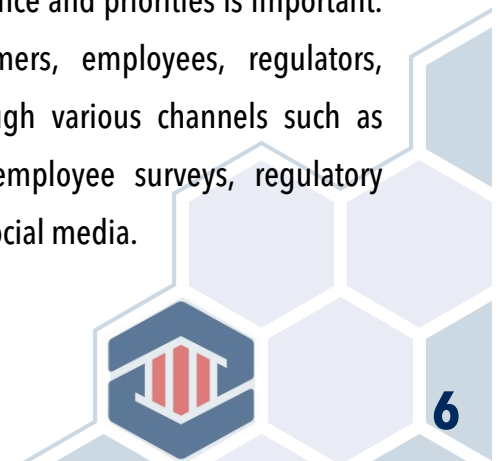 nce and priorities is important.
mers, employees, regulators,
ugh various channels such as
employee surveys, regulatory
ocial media.
6